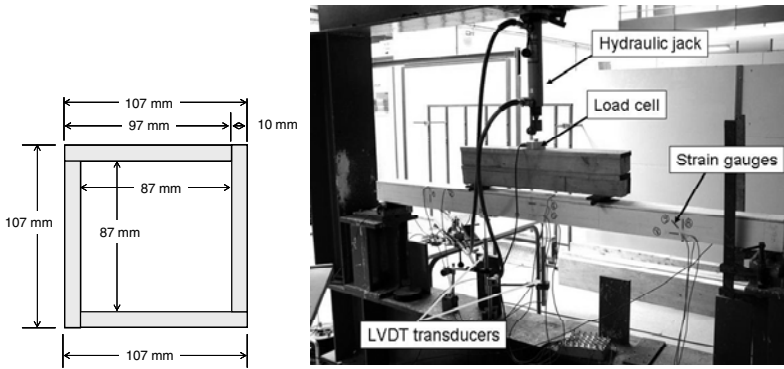 107 mm
97 mm
10 mm
107 mm
87 mm
87 mm
107 mm
Hydraulic jack
Load cell
Strain gauges
LVDT transducers